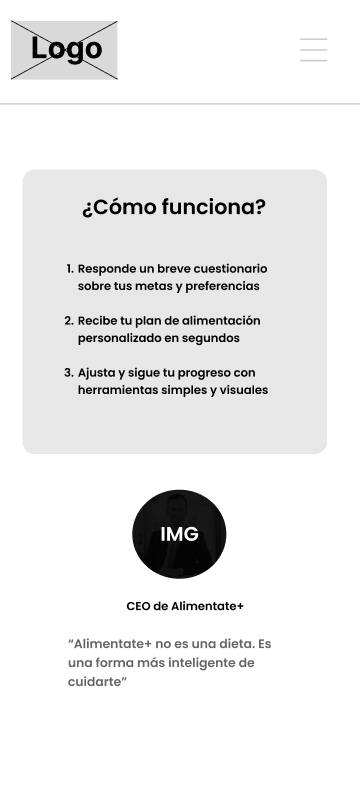 Logo
¿Cómo funciona?
1. Responde un breve cuestionario
sobre tus metas y preferencias
2. Recibe tu plan de alimentación
personalizado en segundos
3. Ajusta y sigue tu progreso con
herramientas simples y visuales
IMG
CEO de Alimentate+
“Alimentate+ no es una dieta. Es
una forma más inteligente de
cuidarte”